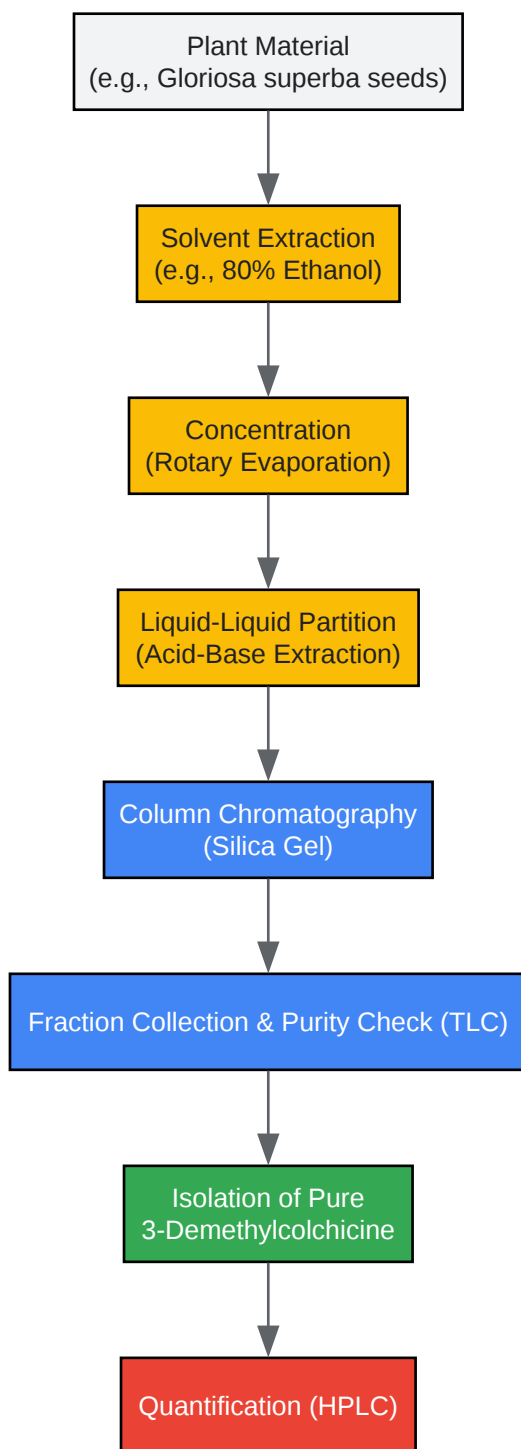 Plant Material
(e.g., Gloriosa superba seeds)
Solvent Extraction
(e.g., 80% Ethanol)
Concentration
(Rotary Evaporation)
Liquid-Liquid Partition
(Acid-Base Extraction)
Column Chromatography
(Silica Gel)
Fraction Collection & Purity Check (TLC)
Isolation of Pure
3-Demethylcolchicine
Quantification (HPLC)